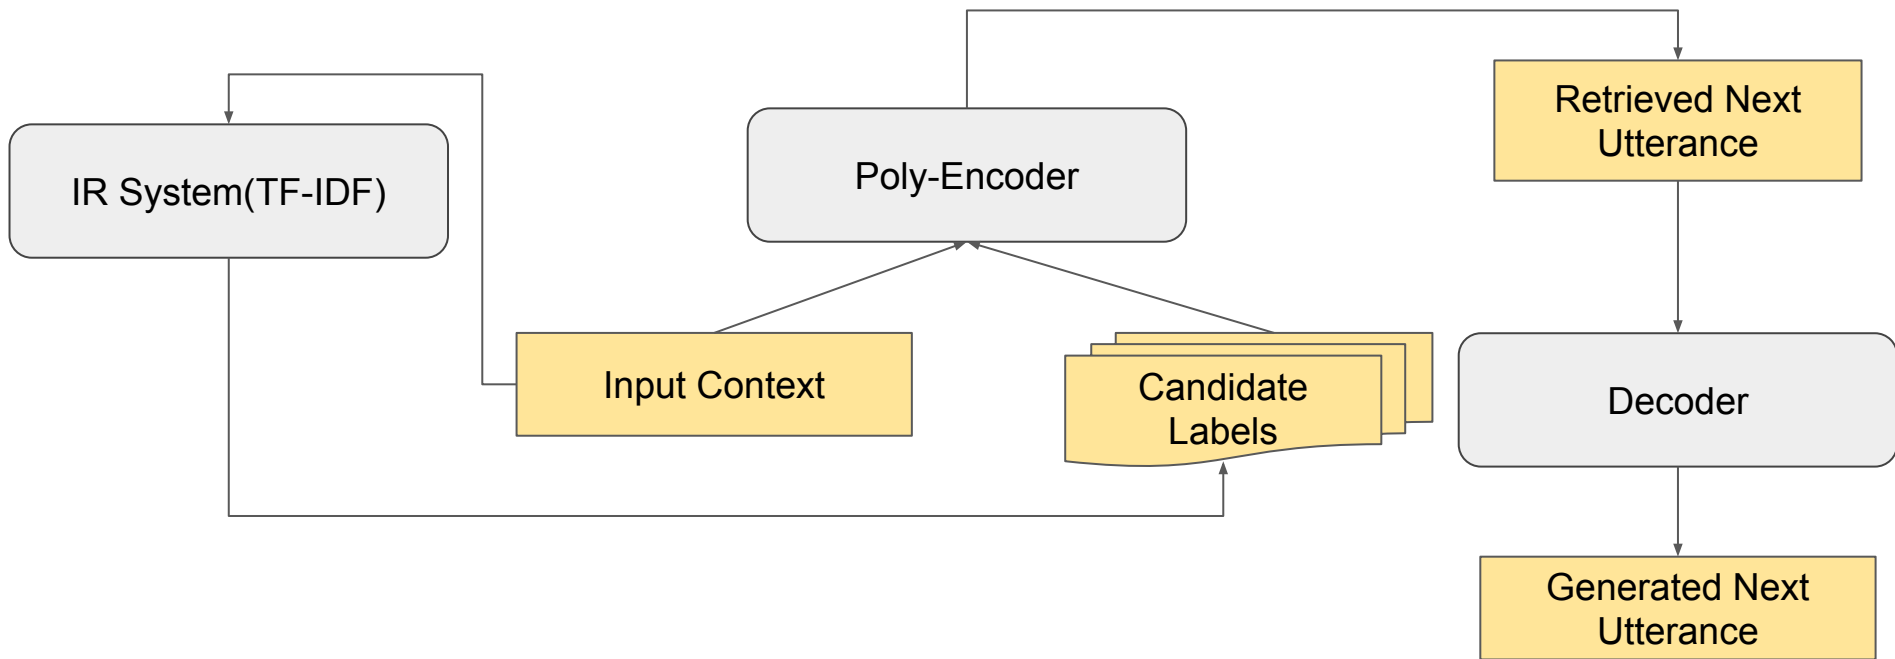 Retrieved Next
Utterance
IR System(TF-IDF)
Poly-Encoder
Input Context
Candidate
Labels
Decoder
Generated Next
Utterance